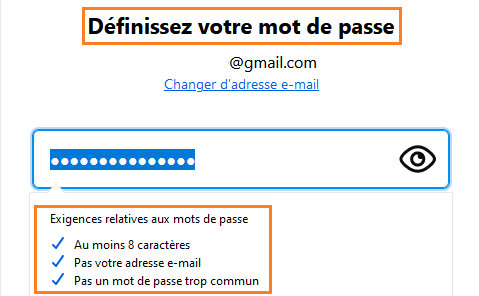 Définissez votre mot de passe
@gmail.com
Changer d'adresse e-mail
•••••••••••••••
Exigences relatives aux mots de passe
Au moins 8 caractères
Pas votre adresse e-mail
Pas un mot de passe trop commun